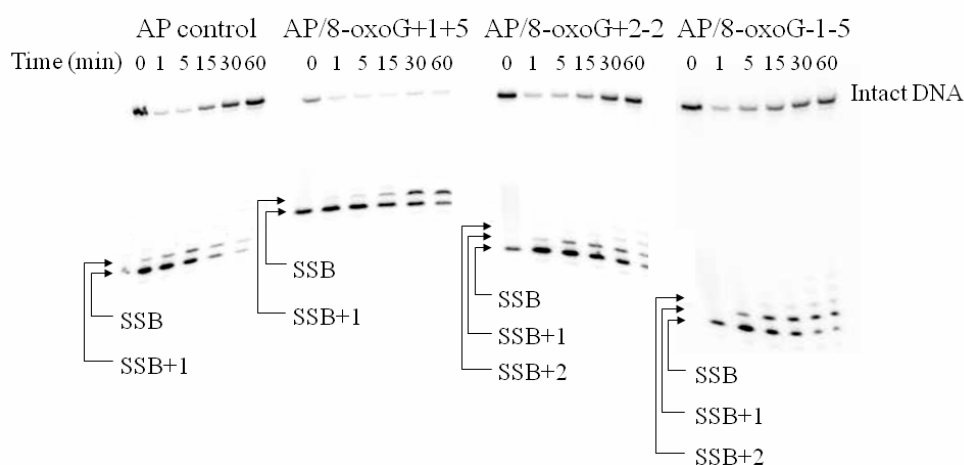 AP control AP/8-oxoG+1+5 AP/8-oxoG+2-2 AP/8-oxoG-1-5
Time (min) 0 1 5 15 30 60 0 1 5 15 30 60 0 1 5 15 30 60 0 1 5 15 30 60
Intact DNA
SSB
SSB+1
SSB
SSB+1
SSB
SSB+1
SSB+2
SSB
SSB+1
SSB+2